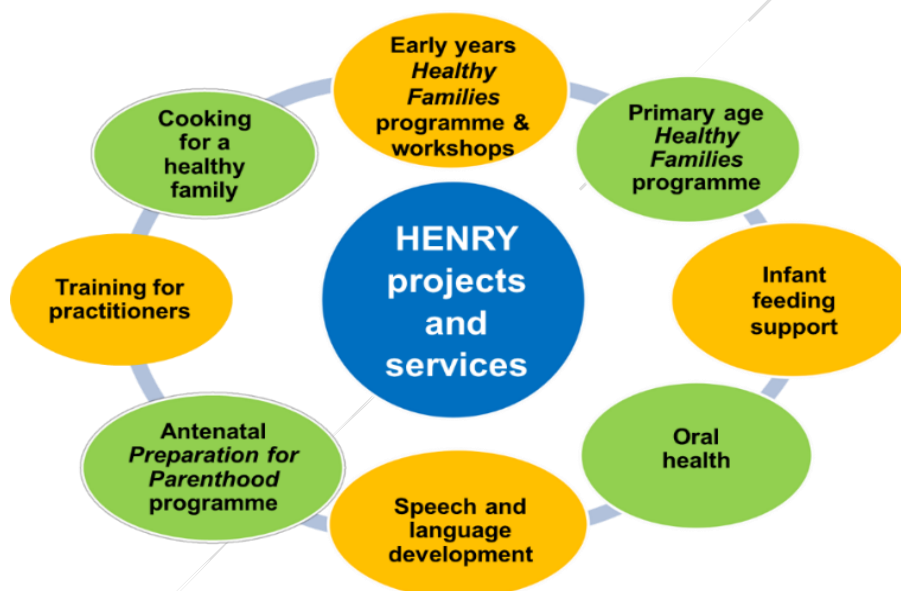 HENRY
projects
and
services
Early years
Healthy
Families
programme &
workshops
Primary age
Healthy
Families
programme
Infant
feeding
support
Oral
health
Speech and
language
development
Antenatal
Preparation for
Parenthood
programme
Training for
practitioners
Cooking
for a
healthy
family